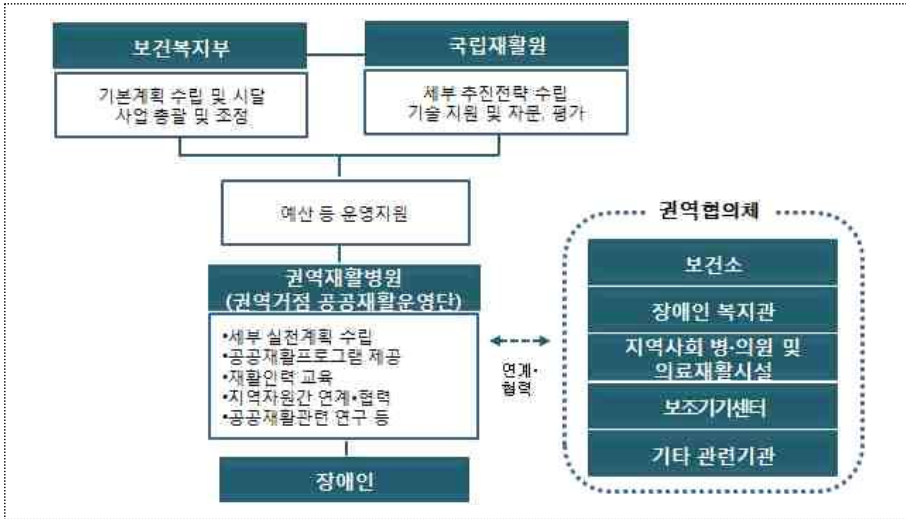 보건복지부
기본계획 수립 및 시달
사업 총괄 및 조정
국립재활원
세부 추진전략 수립
기술 지원 및 자문, 평가
예산 등 운영지원
권역재활병원
(권역거점 공공재활운영단)
•세부 실천계획 수립
•공공재활프로그램 제공
•재활인력 교육
•지역자원간 연계•협력
•공공재활관련 연구 등
장애인
연계•
협력
권역협의체
보건소
장애인 복지관
지역사회 병·의원 및
의료재활시설
보조기기센터
기타 관련기관